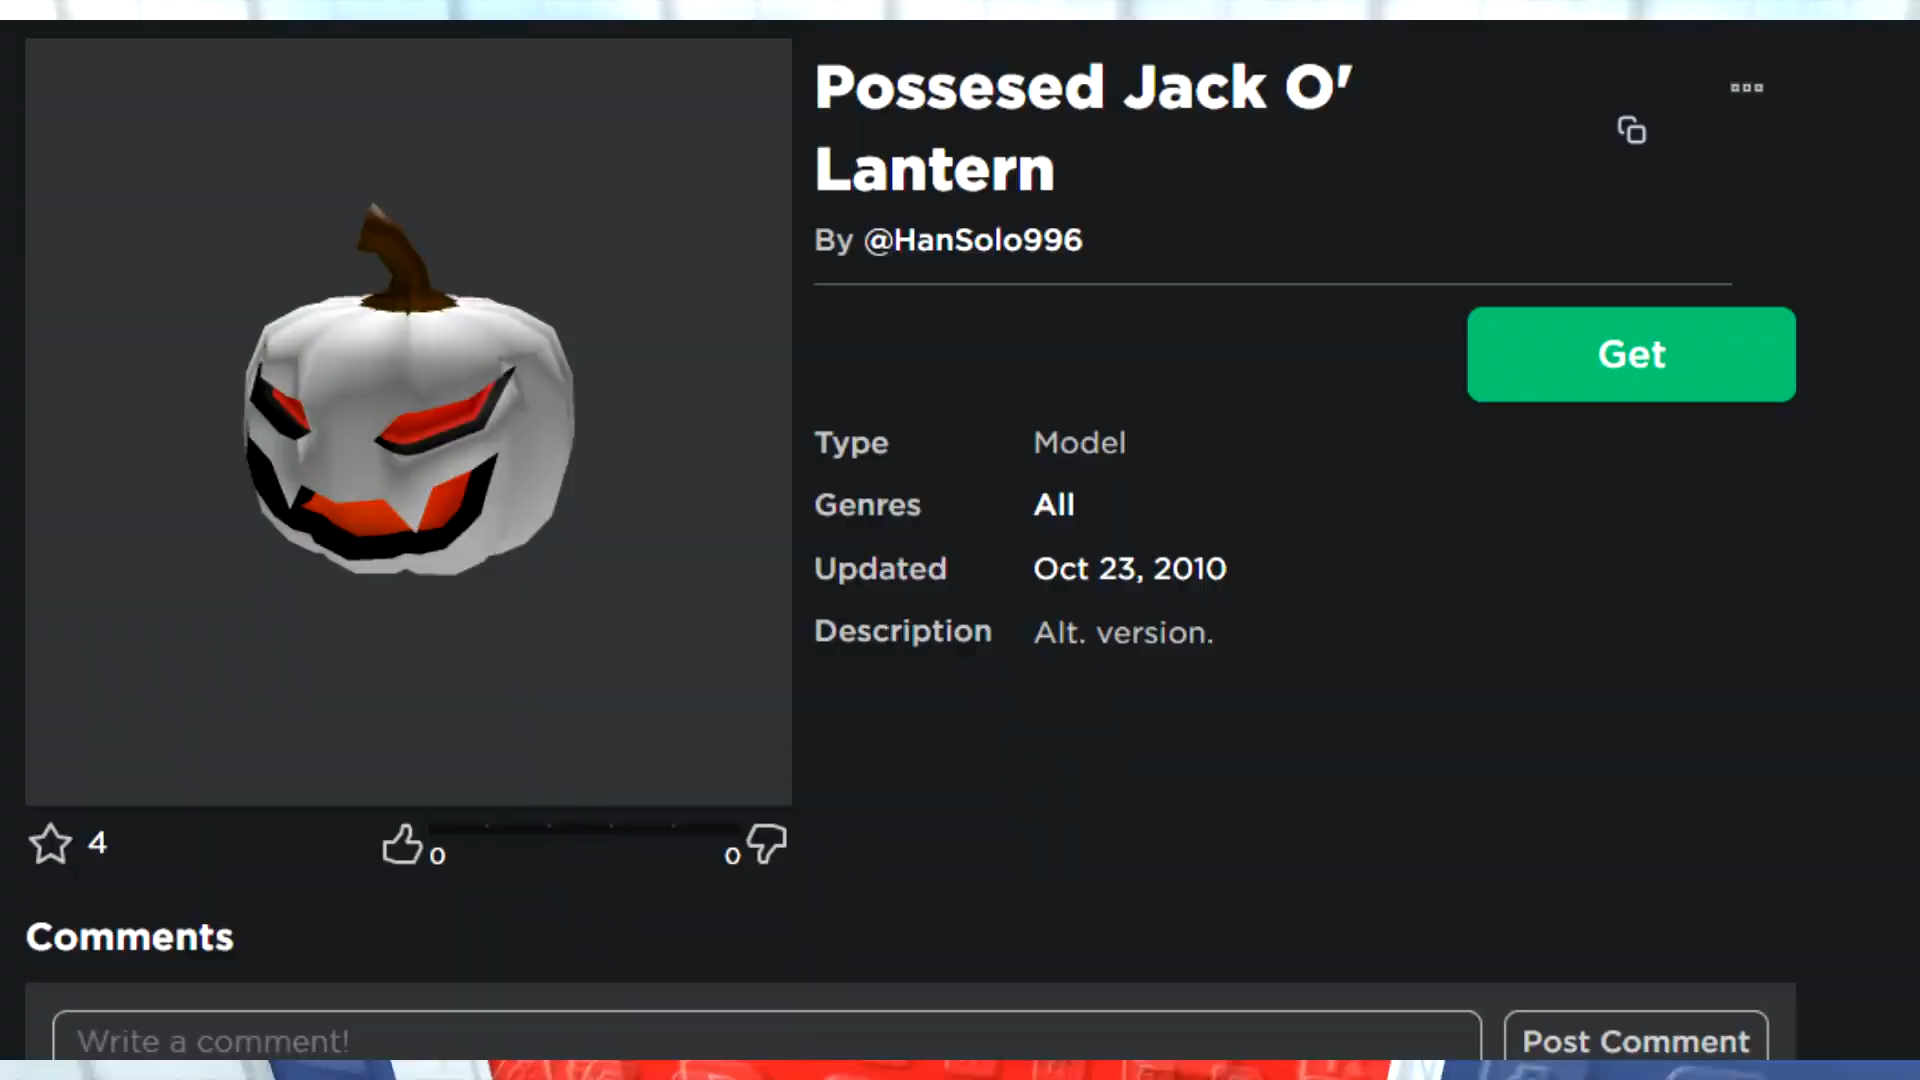 Possesed Jack O'
Lantern
By @HanSolo996
Get
Type Model
Genres All
Updated Oct 23, 2010
Description Alt. version.
4
0
0
Comments
Write a comment!
Post Comment